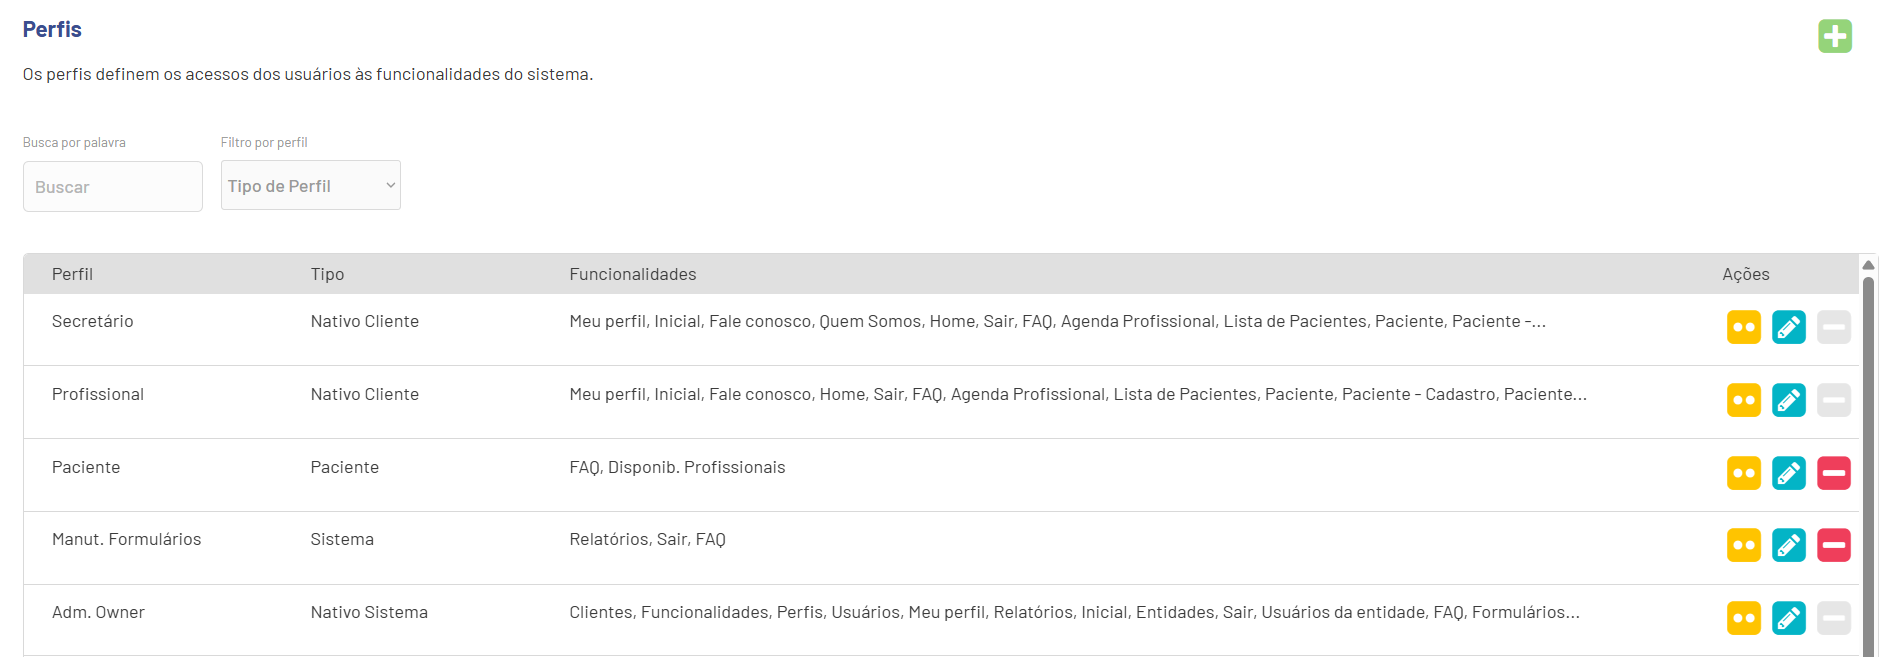 Perfis
Os perfis definem os acessos dos usuários às funcionalidades do sistema.
Busca por palavra
Filtro por perfil
Buscar
Tipo de Perfil
Perfil Tipo Funcionalidades Ações
Secretário Nativo Cliente Meu perfil, Inicial, Fale conosco, Quem Somos, Home, Sair, FAQ, Agenda Profissional, Lista de Pacientes, Paciente, Paciente -...
Profissional Nativo Cliente Meu perfil, Inicial, Fale conosco, Home, Sair, FAQ, Agenda Profissional, Lista de Pacientes, Paciente, Paciente - Cadastro, Paciente...
Paciente Paciente FAQ, Disponib. Profissionais
Manut. Formulários Sistema Relatórios, Sair, FAQ
Adm. Owner Nativo Sistema Clientes, Funcionalidades, Perfis, Usuários, Meu perfil, Relatórios, Inicial, Entidades, Sair, Usuários da entidade, FAQ, Formulários...